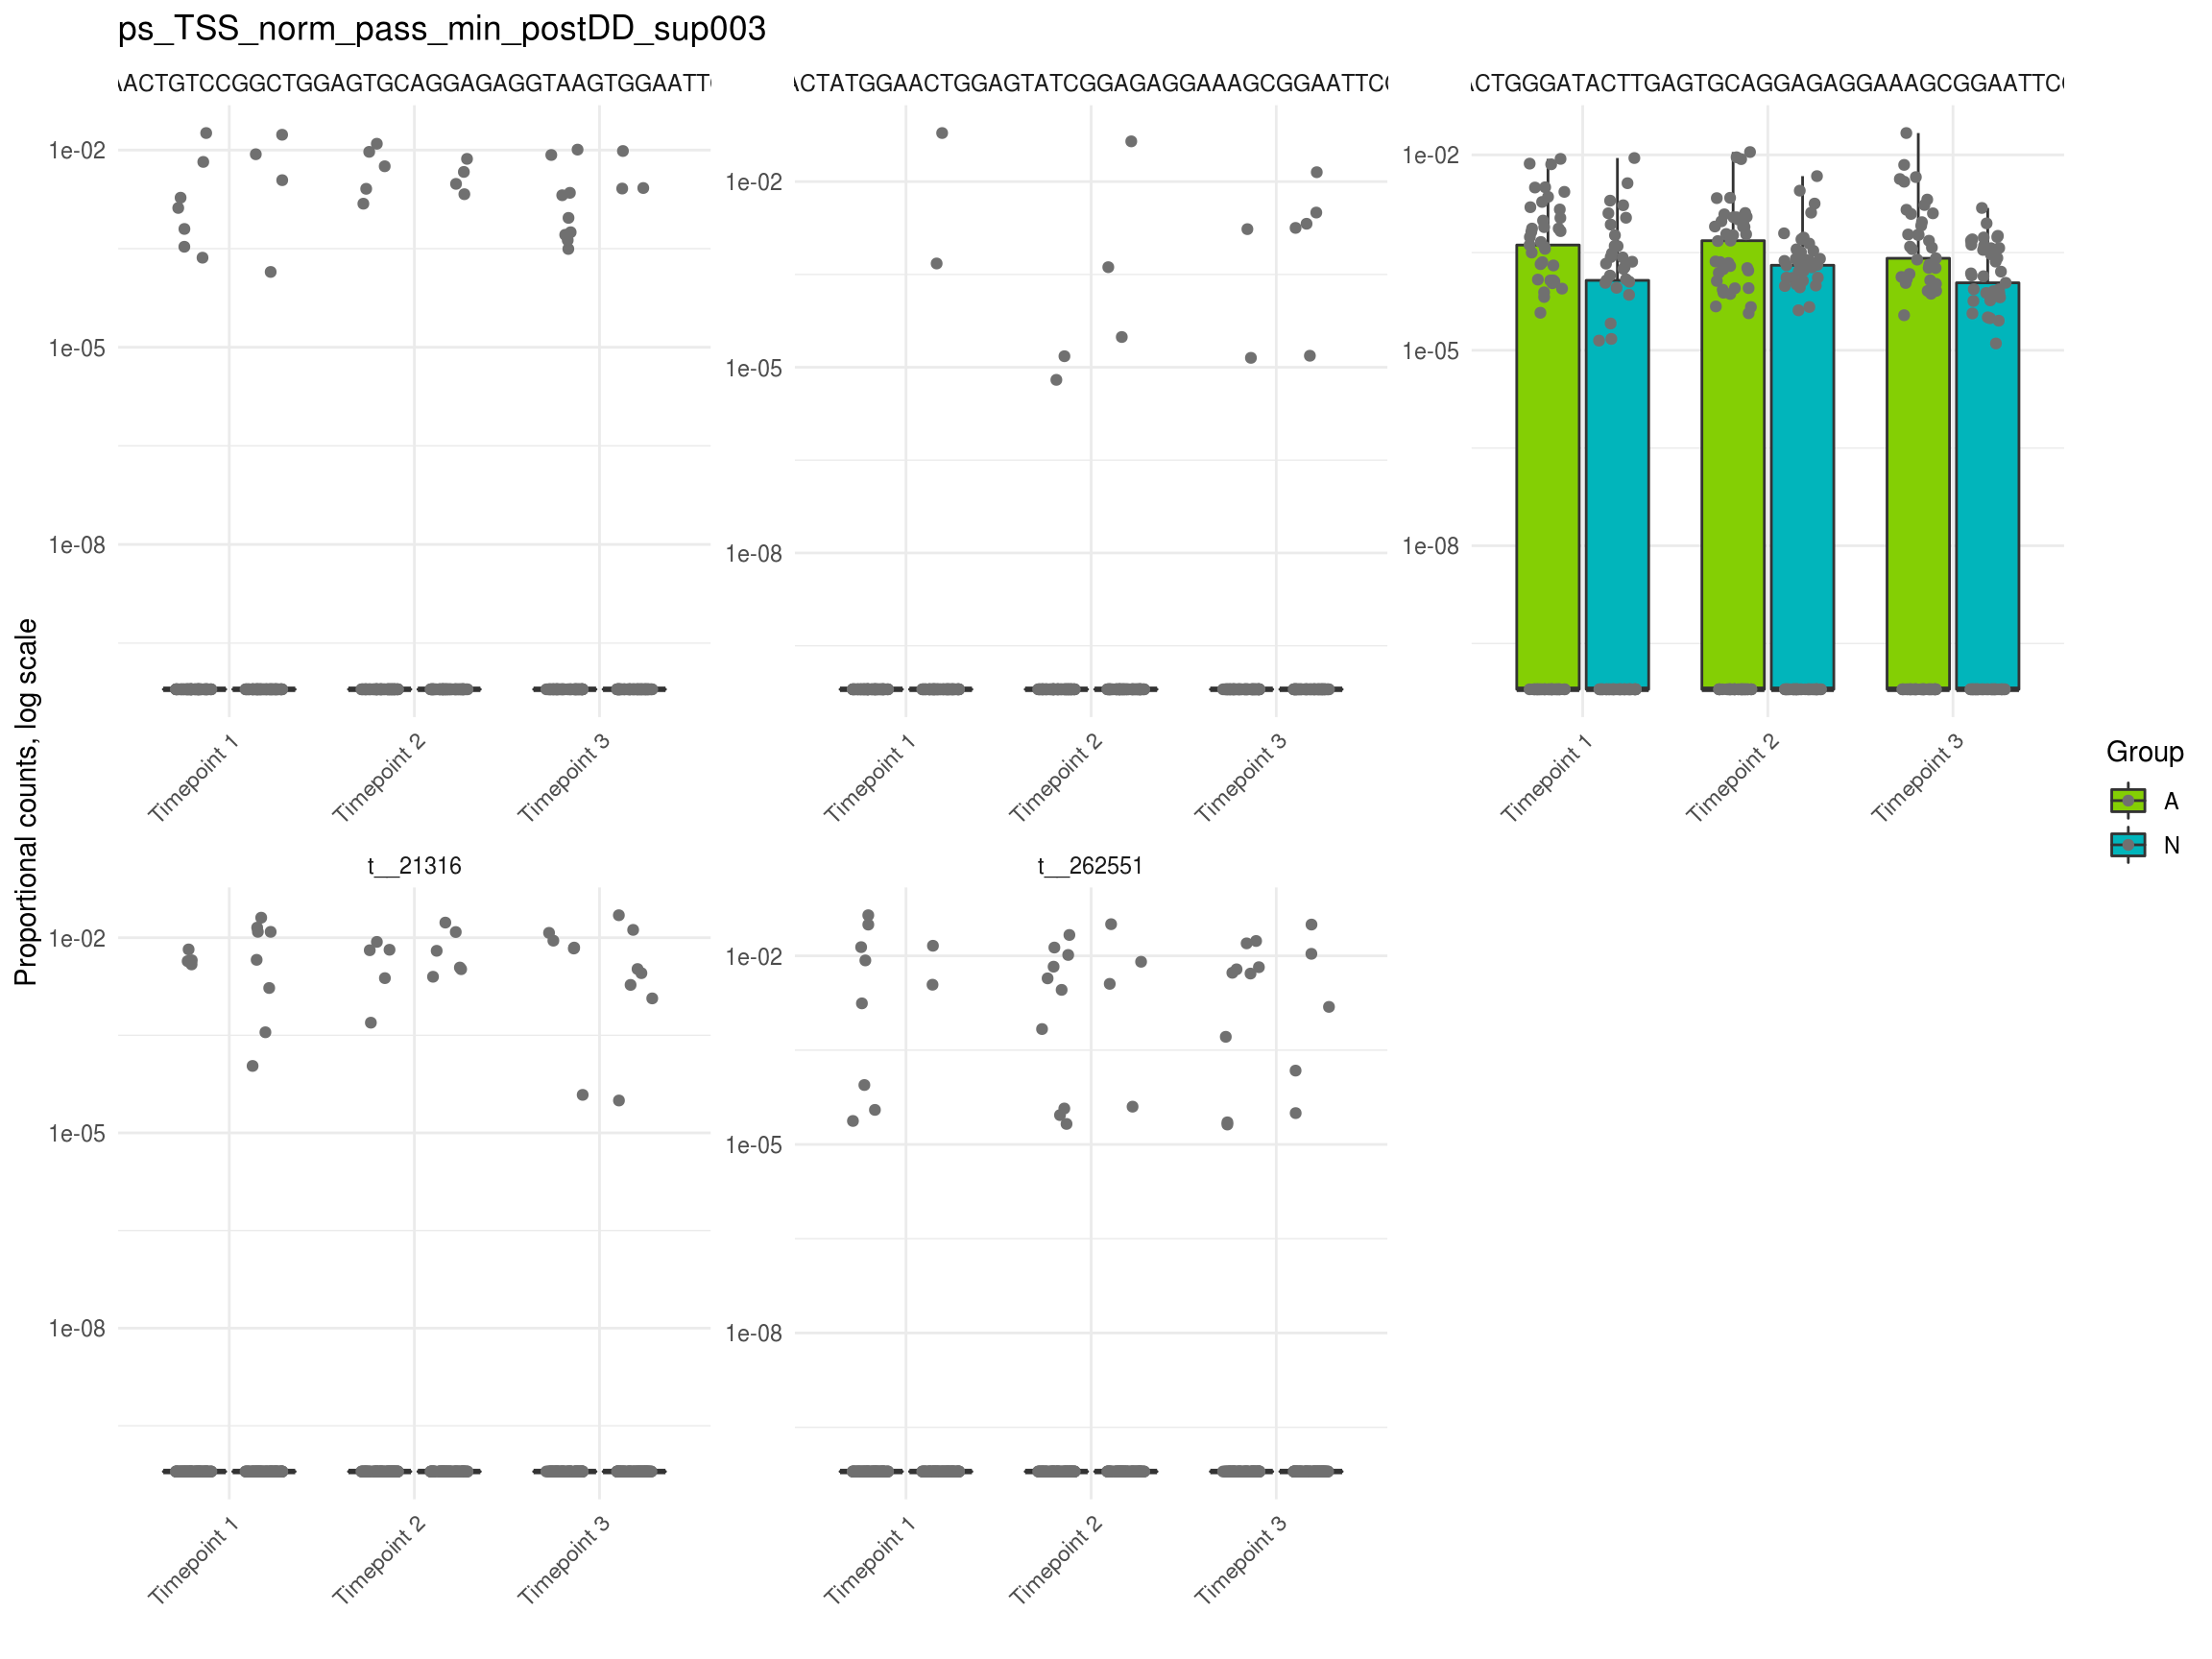 ps_TSS_norm_pass_min_postDD_sup003
AACTGTCCGGCTGGAGTGCAGGAGAGGTAAGTGGAATT
ACTATGGAACTGGAGTATCGGAGAGGAAAGCGGAATTC
CTGGGATACTTGAGTGCAGGAGAGGAAAGCGGAATTC
1e-02
1e-05
1e-08
1e-02
1e-05
1e-08
1e-02
1e-05
1e-08
Proportional counts, log scale
Timepoint 1
Timepoint 2
Timepoint 3
Timepoint 1
Timepoint 2
Timepoint 3
Timepoint 1
Timepoint 2
Timepoint 3
Group
A
N
t__21316
t__262551
1e-02
1e-05
1e-08
1e-02
1e-05
1e-08
Timepoint 1
Timepoint 2
Timepoint 3
Timepoint 1
Timepoint 2
Timepoint 3